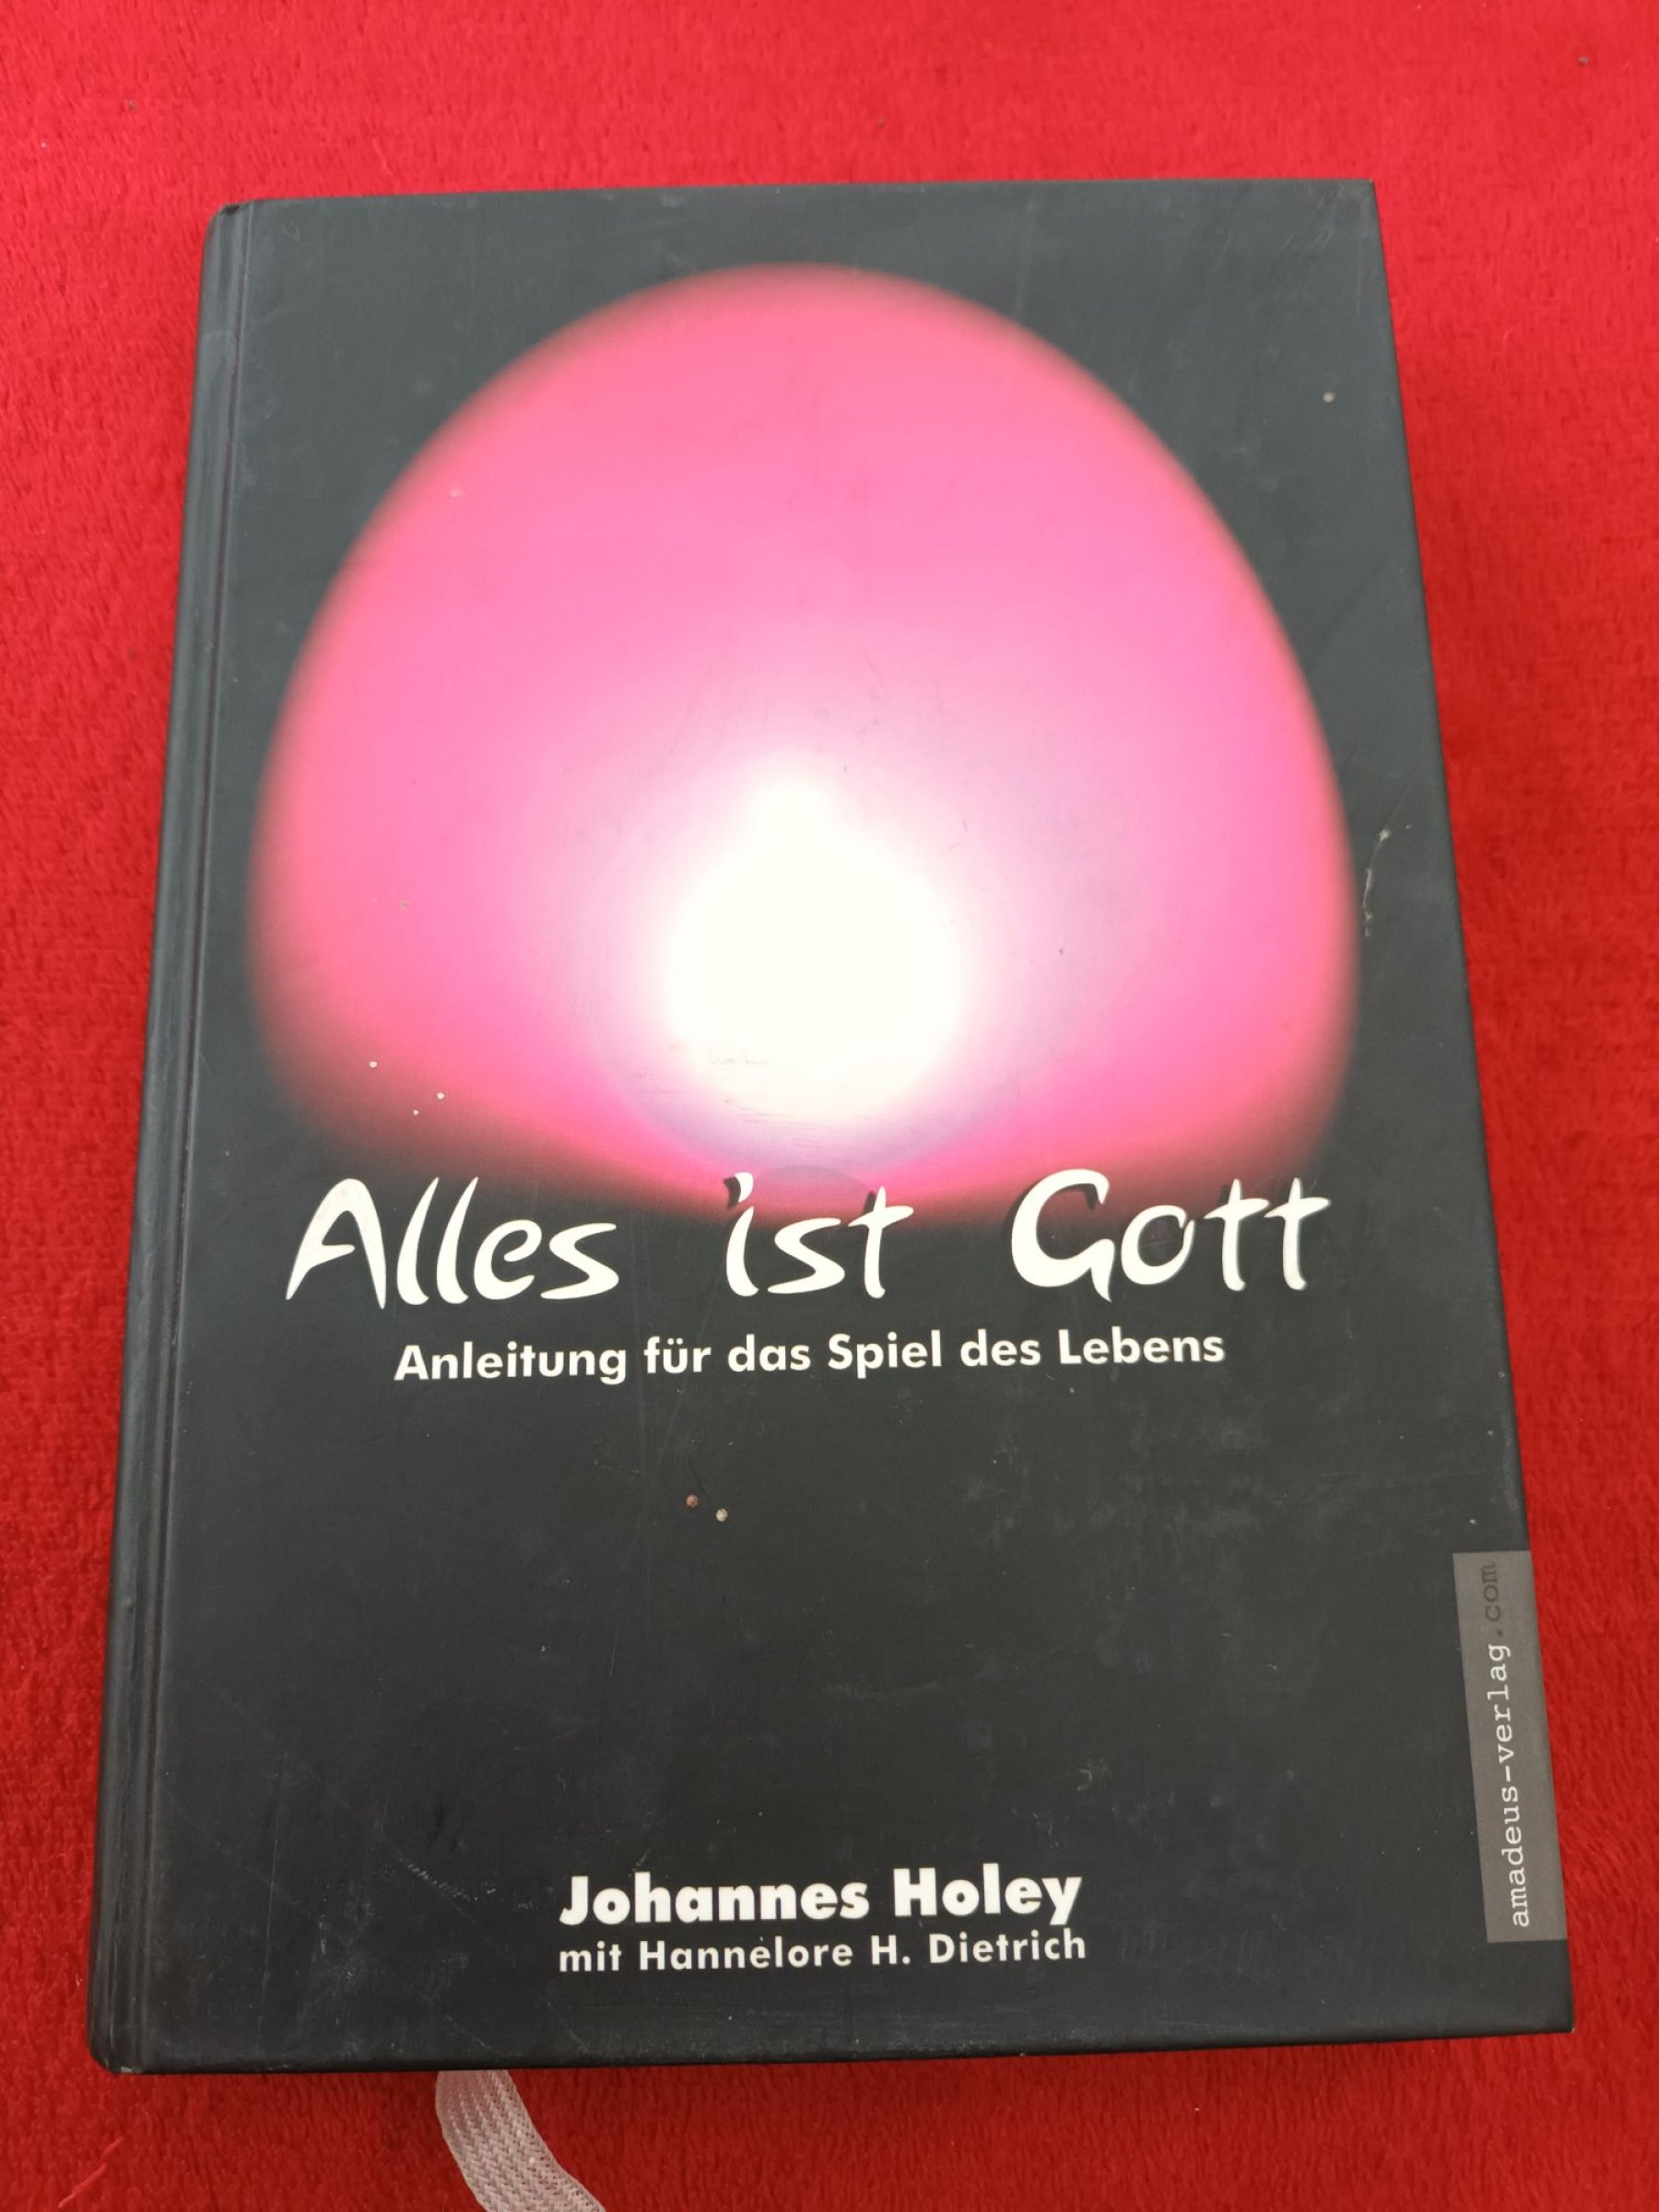 Alles ist Gott
Anleitung für das Spiel des Lebens
amadeus-verlag.com
Johannes Holey
mit Hannelore H. Dietrich